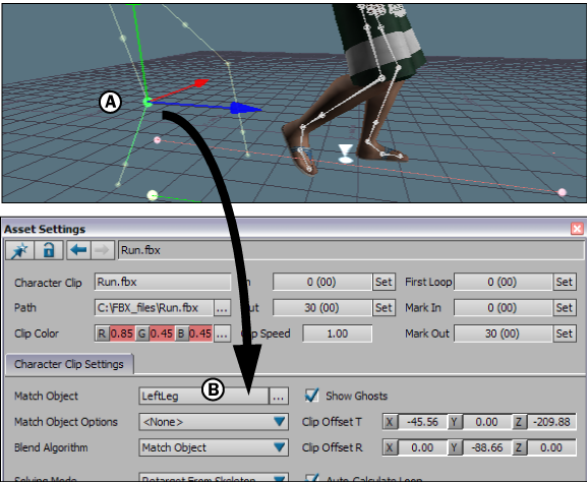 A
Asset Settings
Run.fbx
Character Clip Run.fbx 0 (00) Set First Loop 0 (00) Set
Path C:\FBX_files\Run.fbx ... 30 (00) Set Mark In 0 (00) Set
Clip Color R 0.85 G 0.45 B 0.45 ... Speed 1.00 Mark Out 30 (00) Set
Character Clip Settings
Match Object LeftLeg B ... Show Ghosts
Match Object Options <None> Clip Offset T X -45.56 Y 0.00 Z -209.88
Blend Algorithm Match Object Clip Offset R X 0.00 Y -88.66 Z 0.00
Solving Mode Retarget From Skeleton Auto Calculate Loop